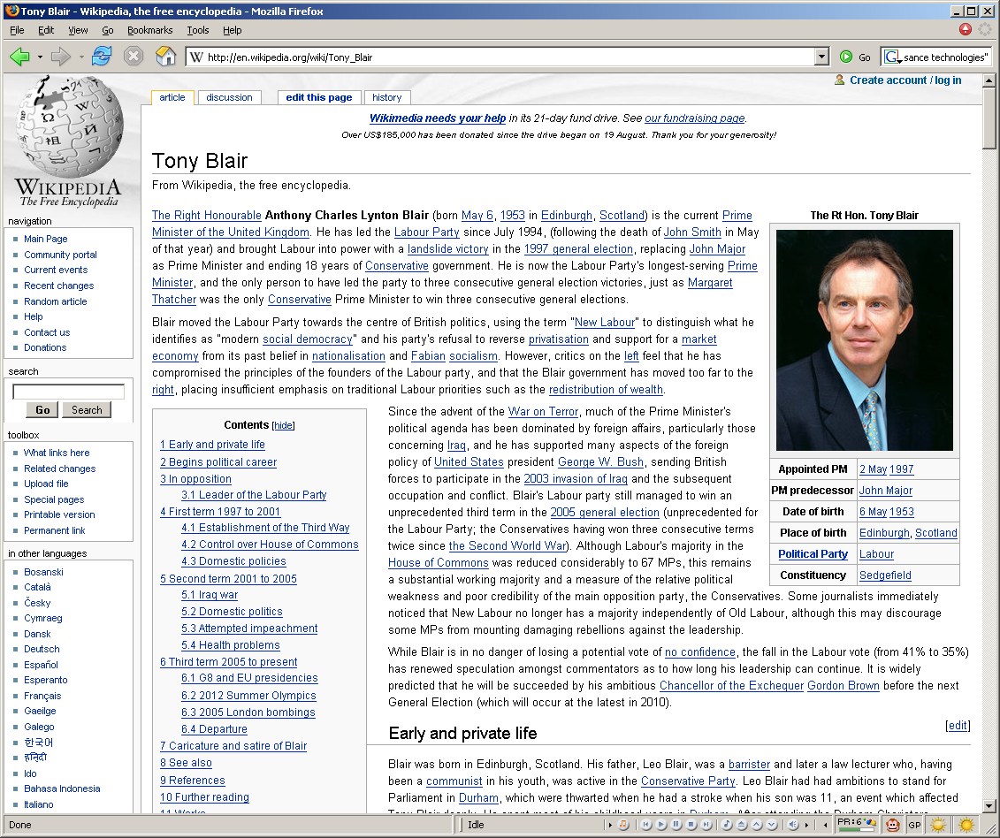 Tony Blair - Wikipedia, the free encyclopedia - Mozilla Firefox
File Edit View Go Bookmarks Tools Help
http://en.wikipedia.org/wiki/Tony_Blair
Go
sance technologies"
Create account / log in
article
discussion
edit this page
history
Wikimedia needs your help in its 21-day fund drive. See our fundraising page.
Over US$185,000 has been donated since the drive began on 19 August. Thank you for your generosity!
WIKIPEDIA
The Free Encyclopedia
navigation
Main Page
Community portal
Current events
Recent changes
Random article
Help
Contact us
Donations
search
Go
Search
toolbox
What links here
Related changes
Upload file
Special pages
Printable version
Permanent link
in other languages
Bosanski
Català
Česky
Cymraeg
Dansk
Deutsch
Español
Esperanto
Français
Gaeilge
Galego
한국어
Ido
Bahasa Indonesia
Italiano
Tony Blair
From Wikipedia, the free encyclopedia.
The Right Honourable Anthony Charles Lynton Blair (born May 6, 1953 in Edinburgh, Scotland) is the current Prime
Minister of the United Kingdom. He has led the Labour Party since July 1994, (following the death of John Smith in May
of that year) and brought Labour into power with a landslide victory in the 1997 general election, replacing John Major
as Prime Minister and ending 18 years of Conservative government. He is now the Labour Party's longest-serving Prime
Minister, and the only person to have led the party to three consecutive general election victories, just as Margaret
Thatcher was the only Conservative Prime Minister to win three consecutive general elections.
Blair moved the Labour Party towards the centre of British politics, using the term "New Labour" to distinguish what he
identifies as "modern social democracy" and his party's refusal to reverse privatisation and support for a market
economy from its past belief in nationalisation and Fabian socialism. However, critics on the left feel that he has
compromised the principles of the founders of the Labour party, and that the Blair government has moved too far to the
right, placing insufficient emphasis on traditional Labour priorities such as the redistribution of wealth.
The Rt Hon. Tony Blair
Appointed PM 2 May 1997
PM predecessor John Major
Date of birth 6 May 1953
Place of birth Edinburgh, Scotland
Political Party Labour
Constituency Sedgefield
Contents [hide]
1 Early and private life
2 Begins political career
3 In opposition
3.1 Leader of the Labour Party
4 First term 1997 to 2001
4.1 Establishment of the Third Way
4.2 Control over House of Commons
4.3 Domestic policies
5 Second term 2001 to 2005
5.1 Iraq war
5.2 Domestic politics
5.3 Attempted impeachment
5.4 Health problems
6 Third term 2005 to present
6.1 G8 and EU presidencies
6.2 2012 Summer Olympics
6.3 2005 London bombings
6.4 Departure
7 Caricature and satire of Blair
8 See also
9 References
10 Further reading
11 Works
Since the advent of the War on Terror, much of the Prime Minister's
political agenda has been dominated by foreign affairs, particularly those
concerning Iraq, and he has supported many aspects of the foreign
policy of United States president George W. Bush, sending British
forces to participate in the 2003 invasion of Iraq and the subsequent
occupation and conflict. Blair's Labour party still managed to win an
unprecedented third term in the 2005 general election (unprecedented for
the Labour Party; the Conservatives having won three consecutive terms
twice since the Second World War). Although Labour's majority in the
House of Commons was reduced considerably to 67 MPs, this remains
a substantial working majority and a measure of the relative political
weakness and poor credibility of the main opposition party, the Conservatives. Some journalists immediately
noticed that New Labour no longer has a majority independently of Old Labour, although this may discourage
some MPs from mounting damaging rebellions against the leadership.
While Blair is in no danger of losing a potential vote of no confidence, the fall in the Labour vote (from 41% to 35%)
has renewed speculation amongst commentators as to how long his leadership can continue. It is widely
predicted that he will be succeeded by his ambitious Chancellor of the Exchequer Gordon Brown before the next
General Election (which will occur at the latest in 2010).
[edit]
Early and private life
Blair was born in Edinburgh, Scotland. His father, Leo Blair, was a barrister and later a law lecturer who, having
been a communist in his youth, was active in the Conservative Party. Leo Blair had had ambitions to stand for
Parliament in Durham, which were thwarted when he had a stroke when his son was 11, an event which affected
Tony Blair deeply. He spent most of his childhood years in Durham. After attending the Durham Choristers
Done
Idle
PR:6
GP